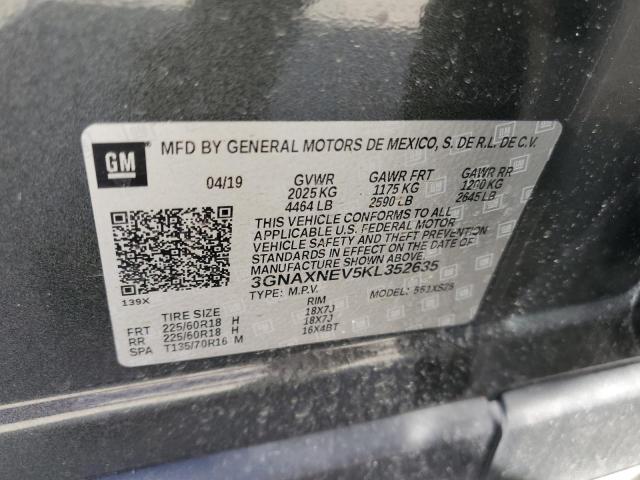 GM
MFD BY GENERAL MOTORS DE MEXICO, S. DE R.L. DE C.V.
04/19 GVWR GAWR FRT GAWR RR
2025 KG 1175 KG 1200 KG
4464 LB 2590 LB 2645 LB
THIS VEHICLE CONFORMS TO ALL
APPLICABLE U.S. FEDERAL MOTOR
VEHICLE SAFETY AND THEFT PREVENTION
STANDARDS IN EFFECT ON THE DATE OF
MANUFACTURE SHOWN ABOVE.
3GNAXNEV5KL352635
139X TYPE: M.P.V. MODEL:
TIRE SIZE RIM
FRT 225/60R18 H 18X7J
RR 225/60R18 H 18X7J
SPA T135/70R16 M 16X4BT